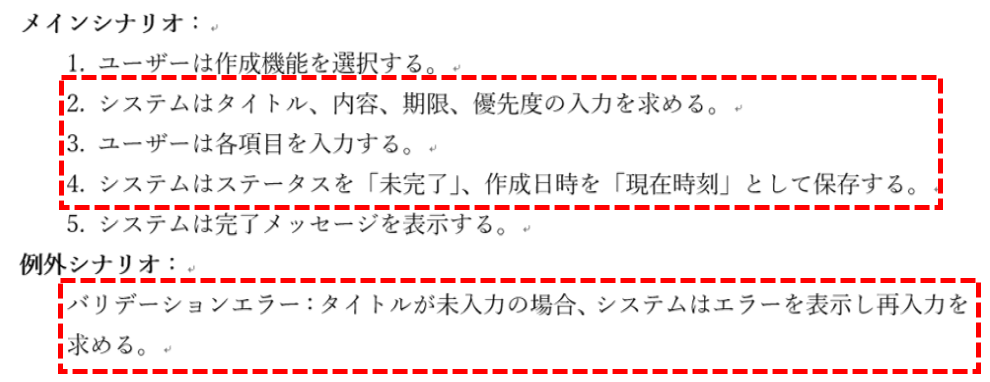 メインシナリオ：
1. ユーザーは作成機能を選択する。
2. システムはタイトル、内容、期限、優先度の入力を求める。
3. ユーザーは各項目を入力する。
4. システムはステータスを「未完了」、作成日時を「現在時刻」として保存する。
5. システムは完了メッセージを表示する。
例外シナリオ：
バリデーションエラー：タイトルが未入力の場合、システムはエラーを表示し再入力を
求める。